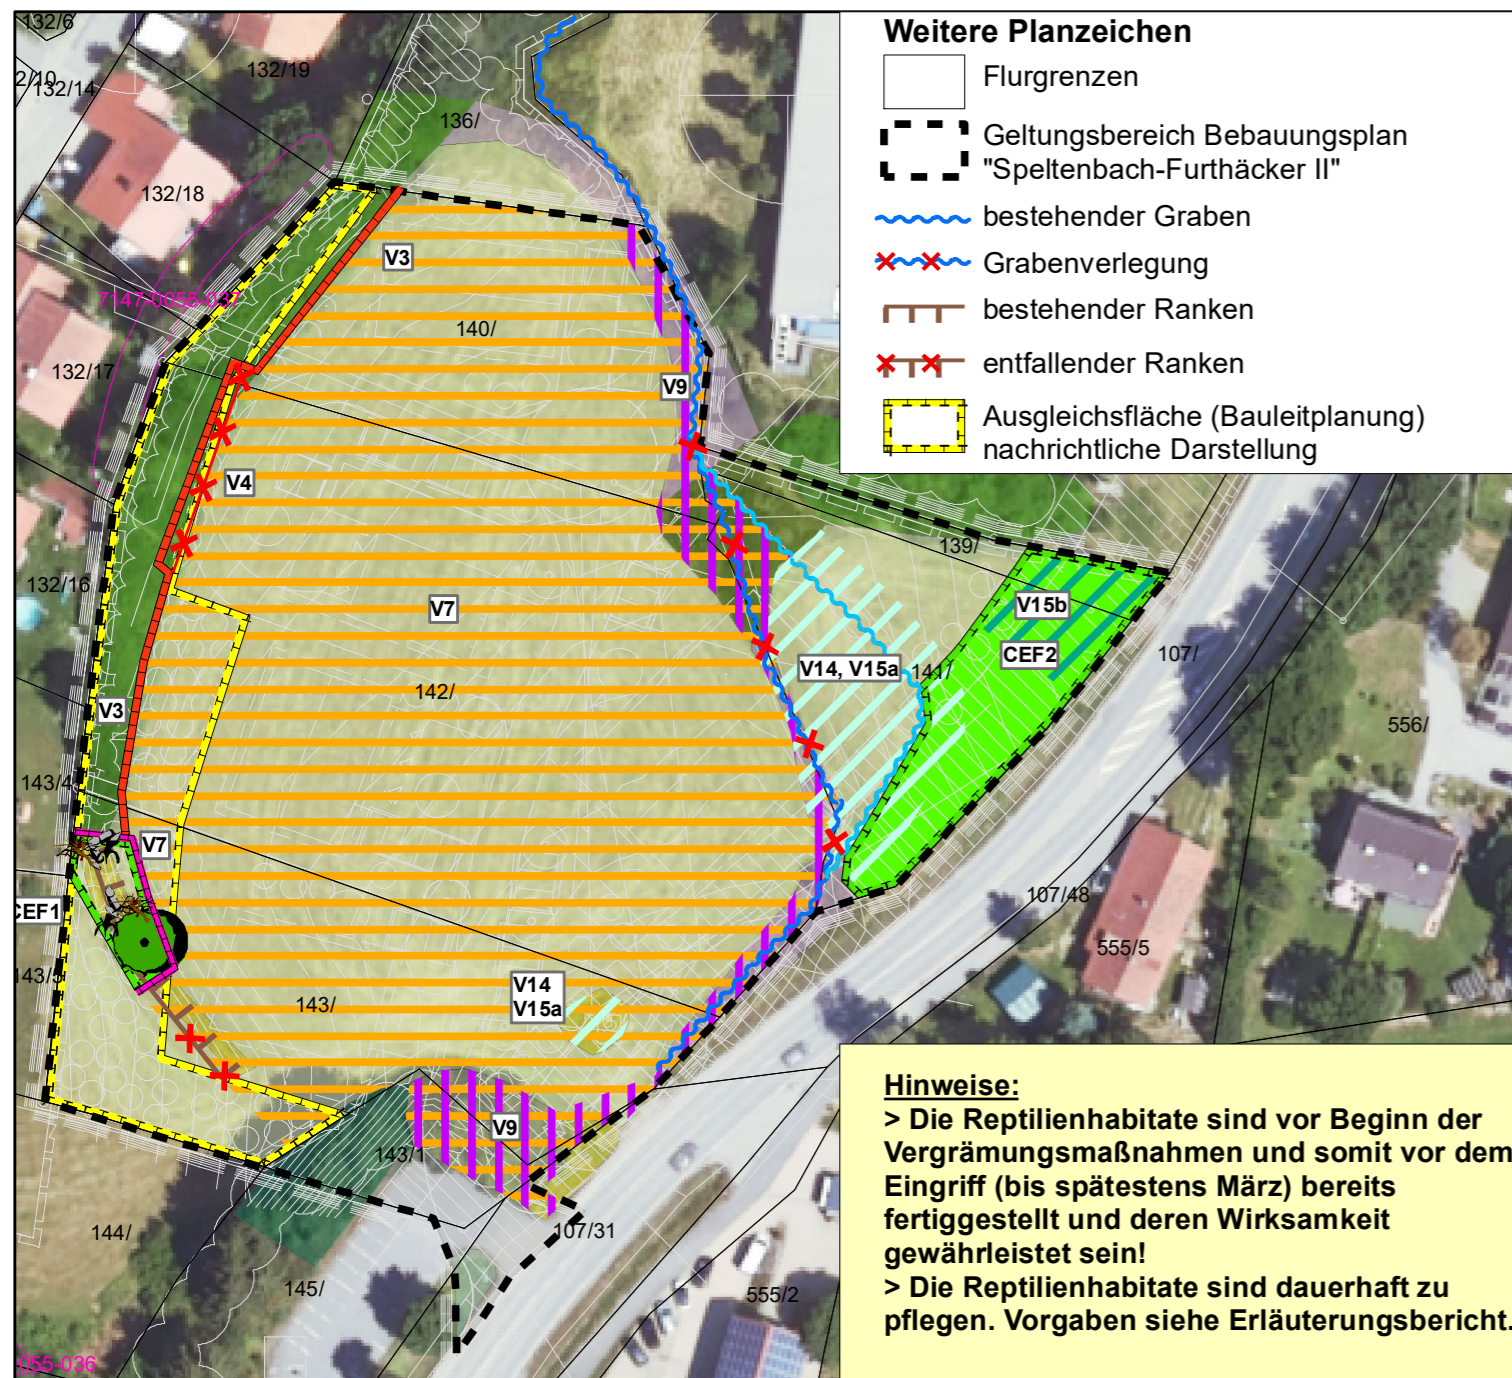 Weitere Planzeichen
Flurgrenzen
Geltungsbereich Bebauungsplan
"Speltenbach-Furthäcker II"
bestehender Graben
Grabenverlegung
bestehender Ranken
entfallender Ranken
Ausgleichsfläche (Bauleitplanung)
nachrichtliche Darstellung
132/6
132/19
2/10
132/14
136/
132/18
V3
7147-0055-037
140/
132/17
V9
V4
139/
132/16
V7
V15b
CEF2
V14, V15a
141/
107/
142/
V3
556/
143/4
V7
107/48
CEF1
555/5
143/5
V14
V15a
143/
V9
143/1
144/
107/31
145/
555/2
055-036
Hinweise:
> Die Reptilienhabitate sind vor Beginn der
Vergrämungsmaßnahmen und somit vor dem
Eingriff (bis spätestens März) bereits
fertiggestellt und deren Wirksamkeit
gewährleistet sein!
> Die Reptilienhabitate sind dauerhaft zu
pflegen. Vorgaben siehe Erläuterungsbericht.